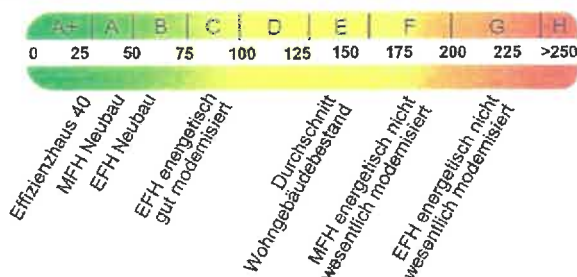 A+ A B C D E F G H
0 25 50 75 100 125 150 175 200 225 >250
Effizienzhaus 40
MFH Neubau
EFH Neubau
EFH energetisch
gut modernisiert
Durchschnitt
Wohngebäudebestand
MFH energetisch nicht
wesentlich modernisiert
EFH energetisch nicht
wesentlich modernisiert